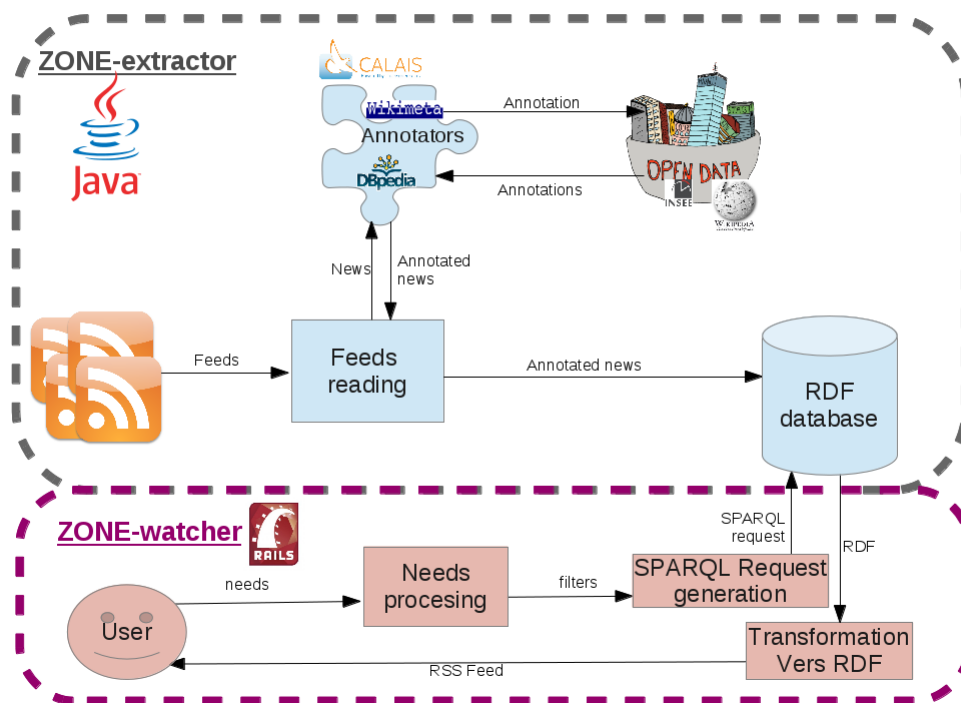 ZONE-extractor
Java
CALAIS
Wikimeta
Annotators
DBpedia
Annotation
Annotations
OPEN DATA
INSEE
WIKIPEDIA
News
Annotated
news
Feeds
Feeds
reading
Annotated news
RDF
database
ZONE-watcher
RAILS
SPARQL
request
RDF
needs
Needs
procesing
filters
SPARQL Request
generation
User
RSS Feed
Transformation
Vers RDF